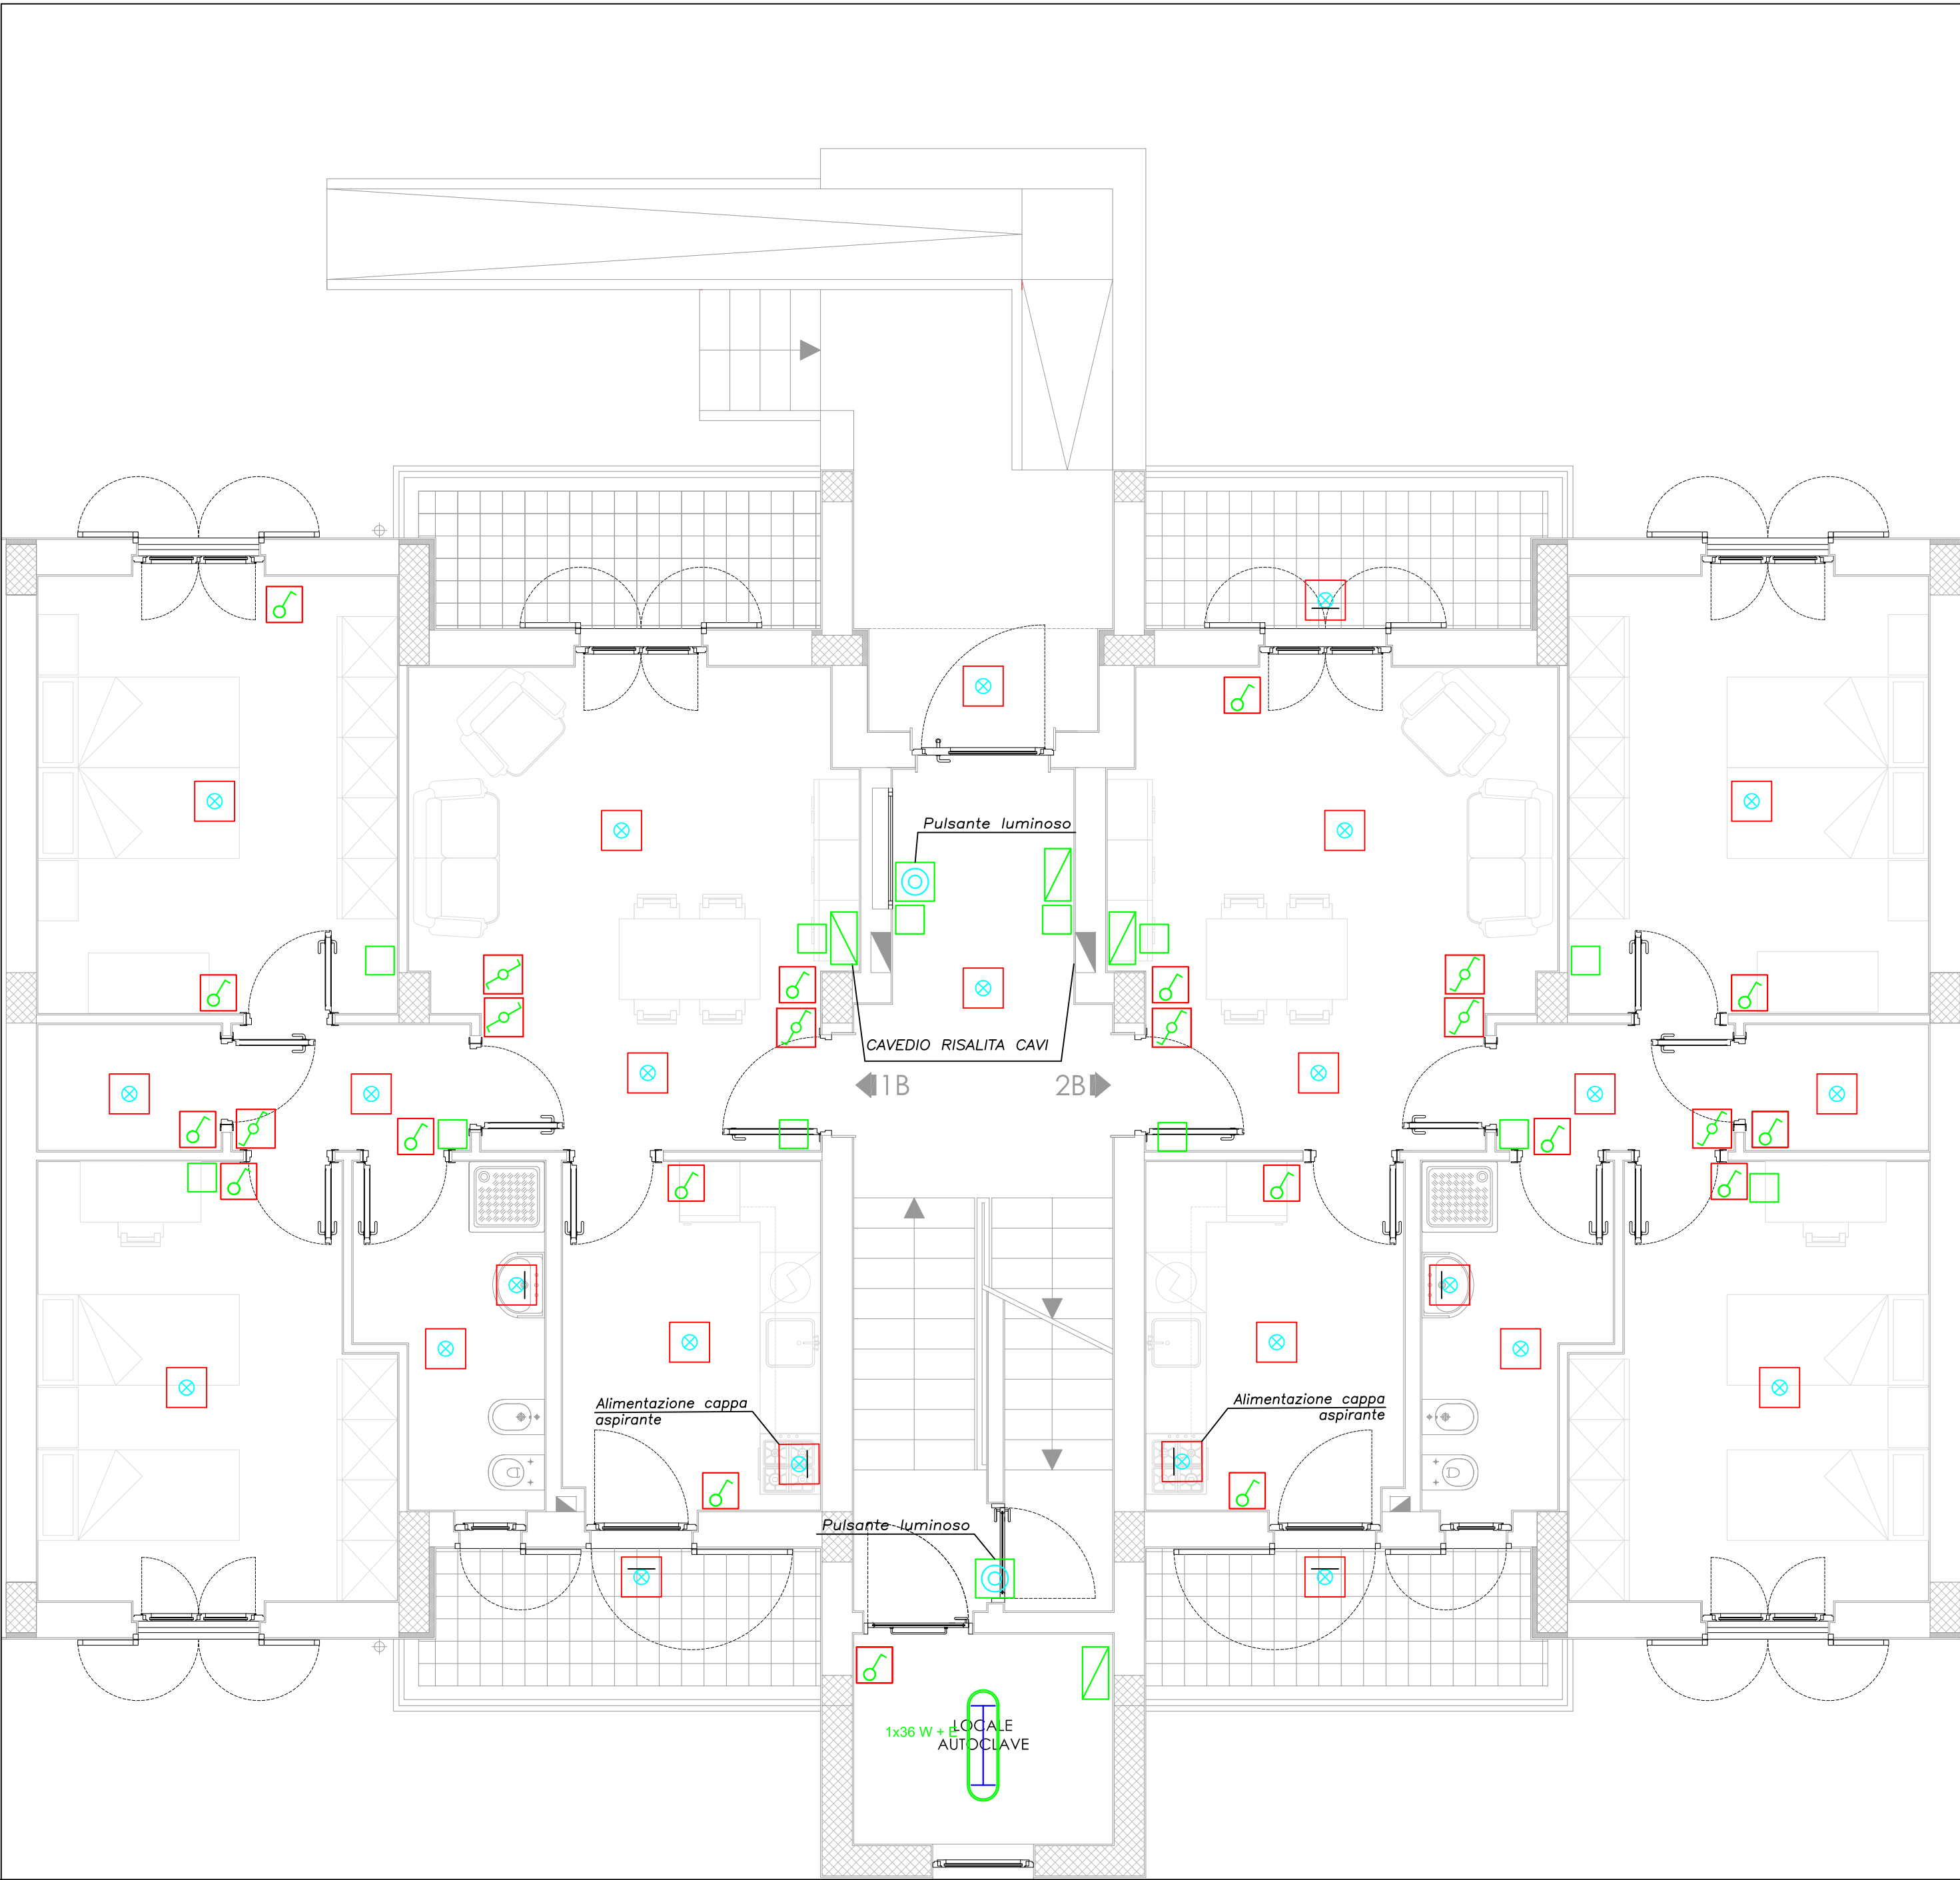 Pulsante luminoso
CAVEDIO RISALITA CAVI
1B
2B
Alimentazione cappa
aspirante
Alimentazione cappa
aspirante
Pulsante luminoso
1x36 W + E
LOCALE
AUTOCLAVE